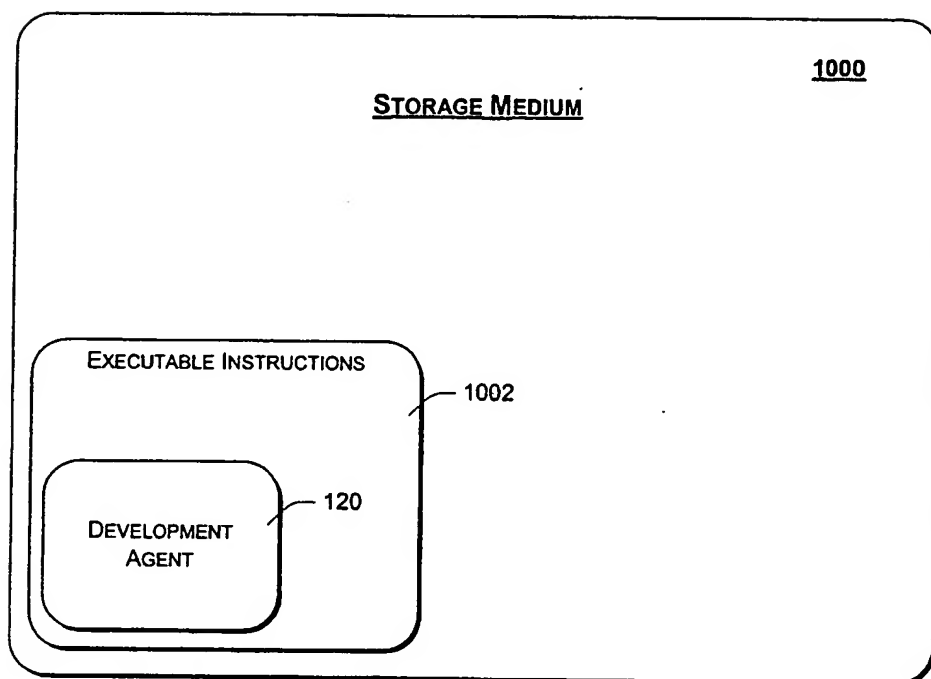 1000
STORAGE MEDIUM
EXECUTABLE INSTRUCTIONS
1002
120
DEVELOPMENT
AGENT